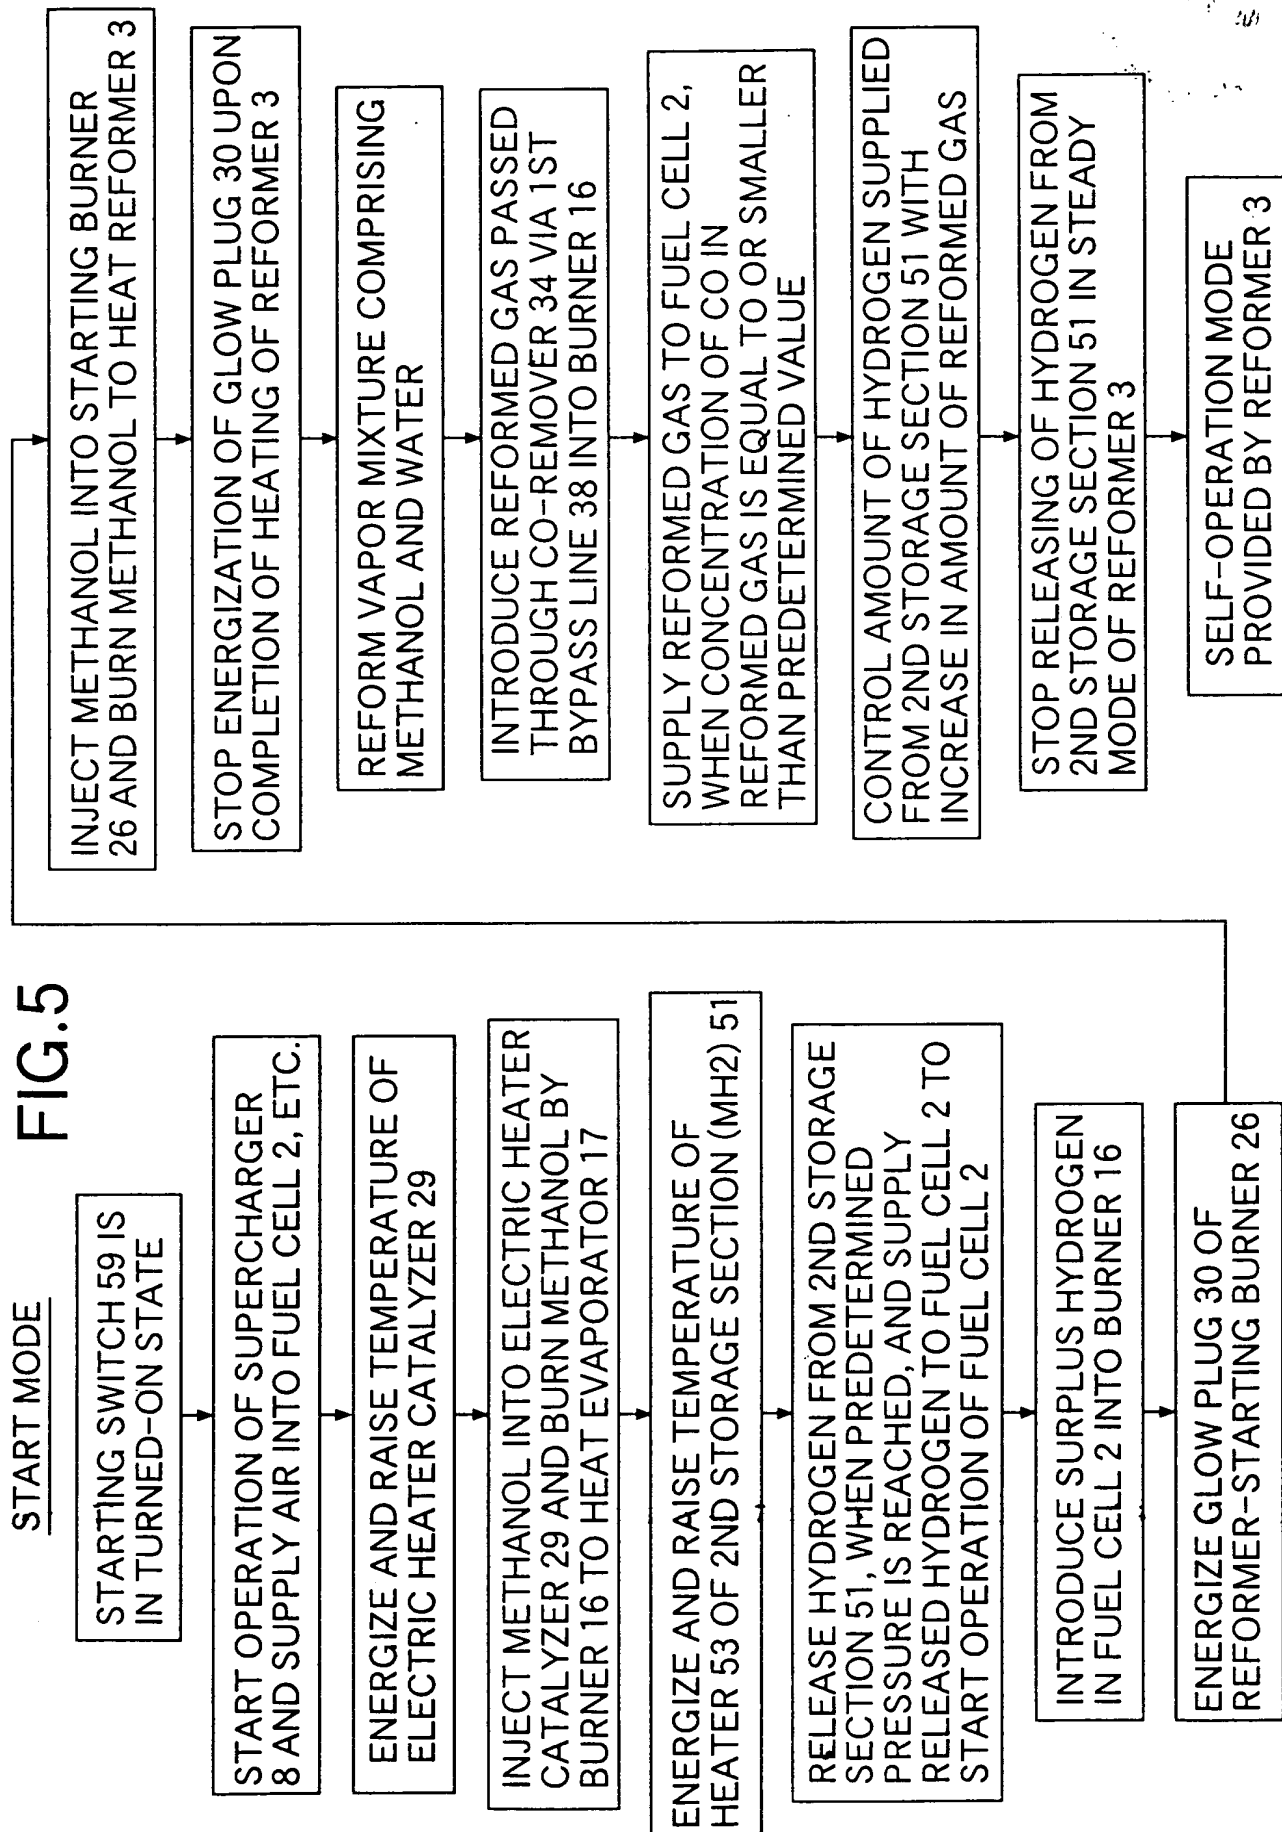 FIG.5
START MODE
STARTING SWITCH 59 IS
IN TURNED-ON STATE
START OPERATION OF SUPERCHARGER
8 AND SUPPLY AIR INTO FUEL CELL 2, ETC.
ENERGIZE AND RAISE TEMPERATURE OF
ELECTRIC HEATER CATALYZER 29
INJECT METHANOL INTO ELECTRIC HEATER
CATALYZER 29 AND BURN METHANOL BY
BURNER 16 TO HEAT EVAPORATOR 17
ENERGIZE AND RAISE TEMPERATURE OF
HEATER 53 OF 2ND STORAGE SECTION (MH2) 51
RELEASE HYDROGEN FROM 2ND STORAGE
SECTION 51, WHEN PREDETERMINED
PRESSURE IS REACHED, AND SUPPLY
RELEASED HYDROGEN TO FUEL CELL 2 TO
START OPERATION OF FUEL CELL 2
INTRODUCE SURPLUS HYDROGEN
IN FUEL CELL 2 INTO BURNER 16
ENERGIZE GLOW PLUG 30 OF
REFORMER-STARTING BURNER 26
INJECT METHANOL INTO STARTING BURNER
26 AND BURN METHANOL TO HEAT REFORMER 3
STOP ENERGIZATION OF GLOW PLUG 30 UPON
COMPLETION OF HEATING OF REFORMER 3
REFORM VAPOR MIXTURE COMPRISING
METHANOL AND WATER
INTRODUCE REFORMED GAS PASSED
THROUGH CO-REMOVER 34 VIA 1ST
BYPASS LINE 38 INTO BURNER 16
SUPPLY REFORMED GAS TO FUEL CELL 2,
WHEN CONCENTRATION OF CO IN
REFORMED GAS IS EQUAL TO OR SMALLER
THAN PREDETERMINED VALUE
CONTROL AMOUNT OF HYDROGEN SUPPLIED
FROM 2ND STORAGE SECTION 51 WITH
INCREASE IN AMOUNT OF REFORMED GAS
STOP RELEASING OF HYDROGEN FROM
2ND STORAGE SECTION 51 IN STEADY
MODE OF REFORMER 3
SELF-OPERATION MODE
PROVIDED BY REFORMER 3